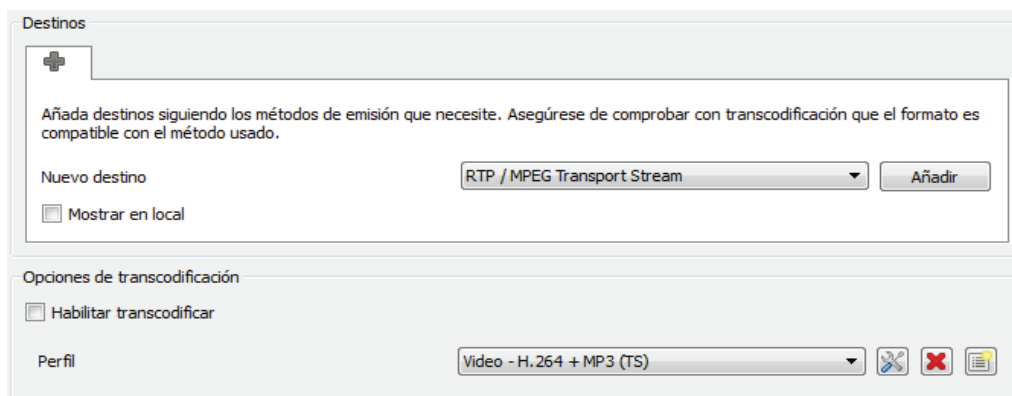 Destinos
Añada destinos siguiendo los métodos de emisión que necesite. Asegúrese de comprobar con transcodificación que el formato es
compatible con el método usado.
Nuevo destino
RTP / MPEG Transport Stream
Añadir
Mostrar en local
Opciones de transcodificación
Habilitar transcodificar
Perfil
Video - H.264 + MP3 (TS)